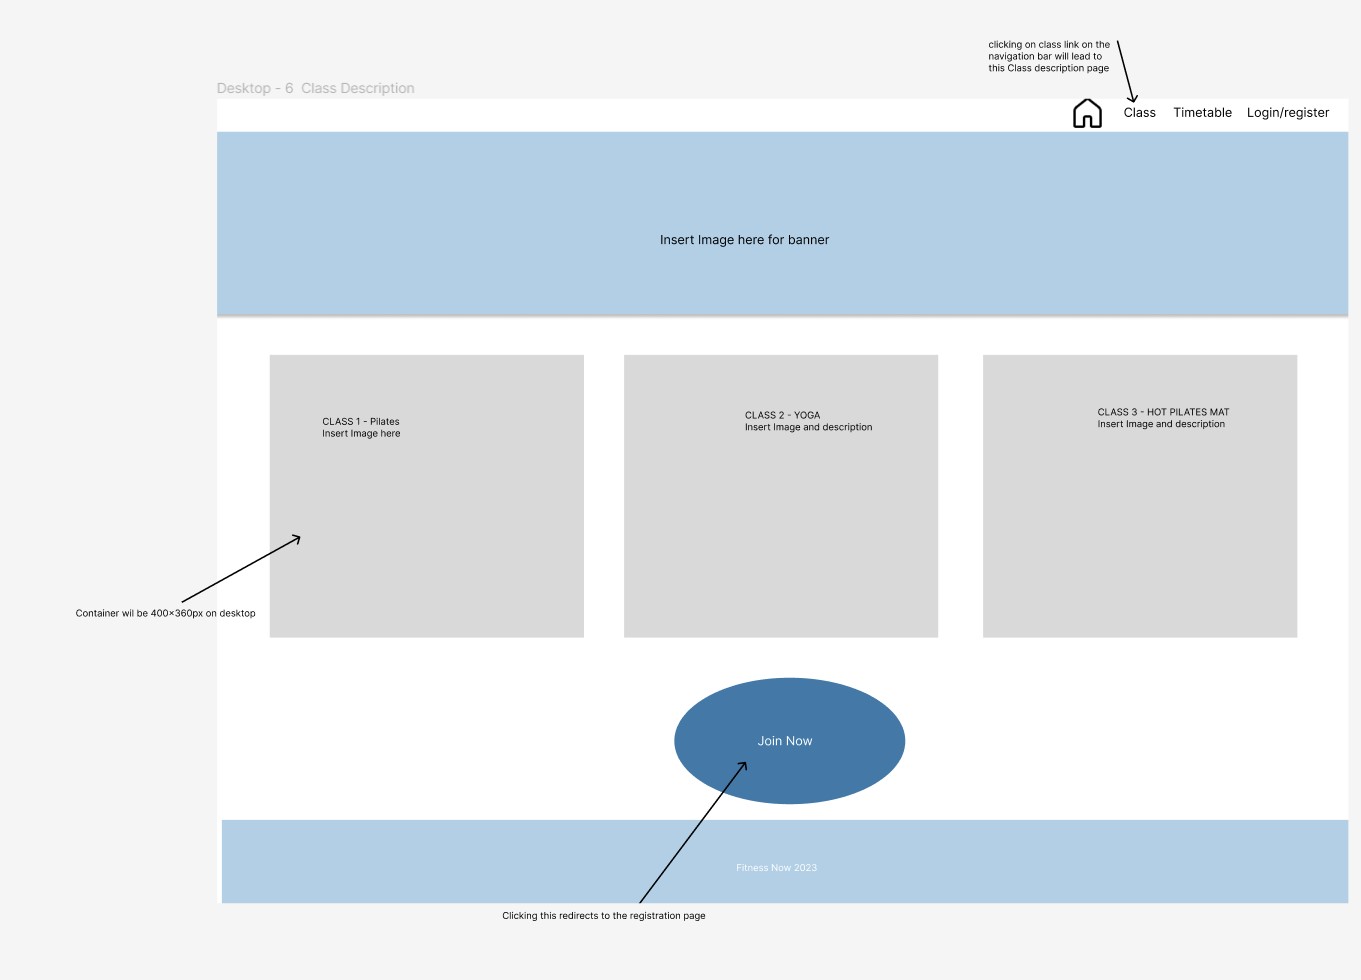 clicking on class link on the
navigation bar will lead to
this Class description page
Desktop - 6  Class Description
Class
Timetable
Login/register
Insert Image here for banner
CLASS 1 - Pilates
Insert Image here
CLASS 2 - YOGA
Insert Image and description
CLASS 3 - HOT PILATES MAT
Insert Image and description
Container wil be 400×360px on desktop
Join Now
Fitness Now 2023
Clicking this redirects to the registration page